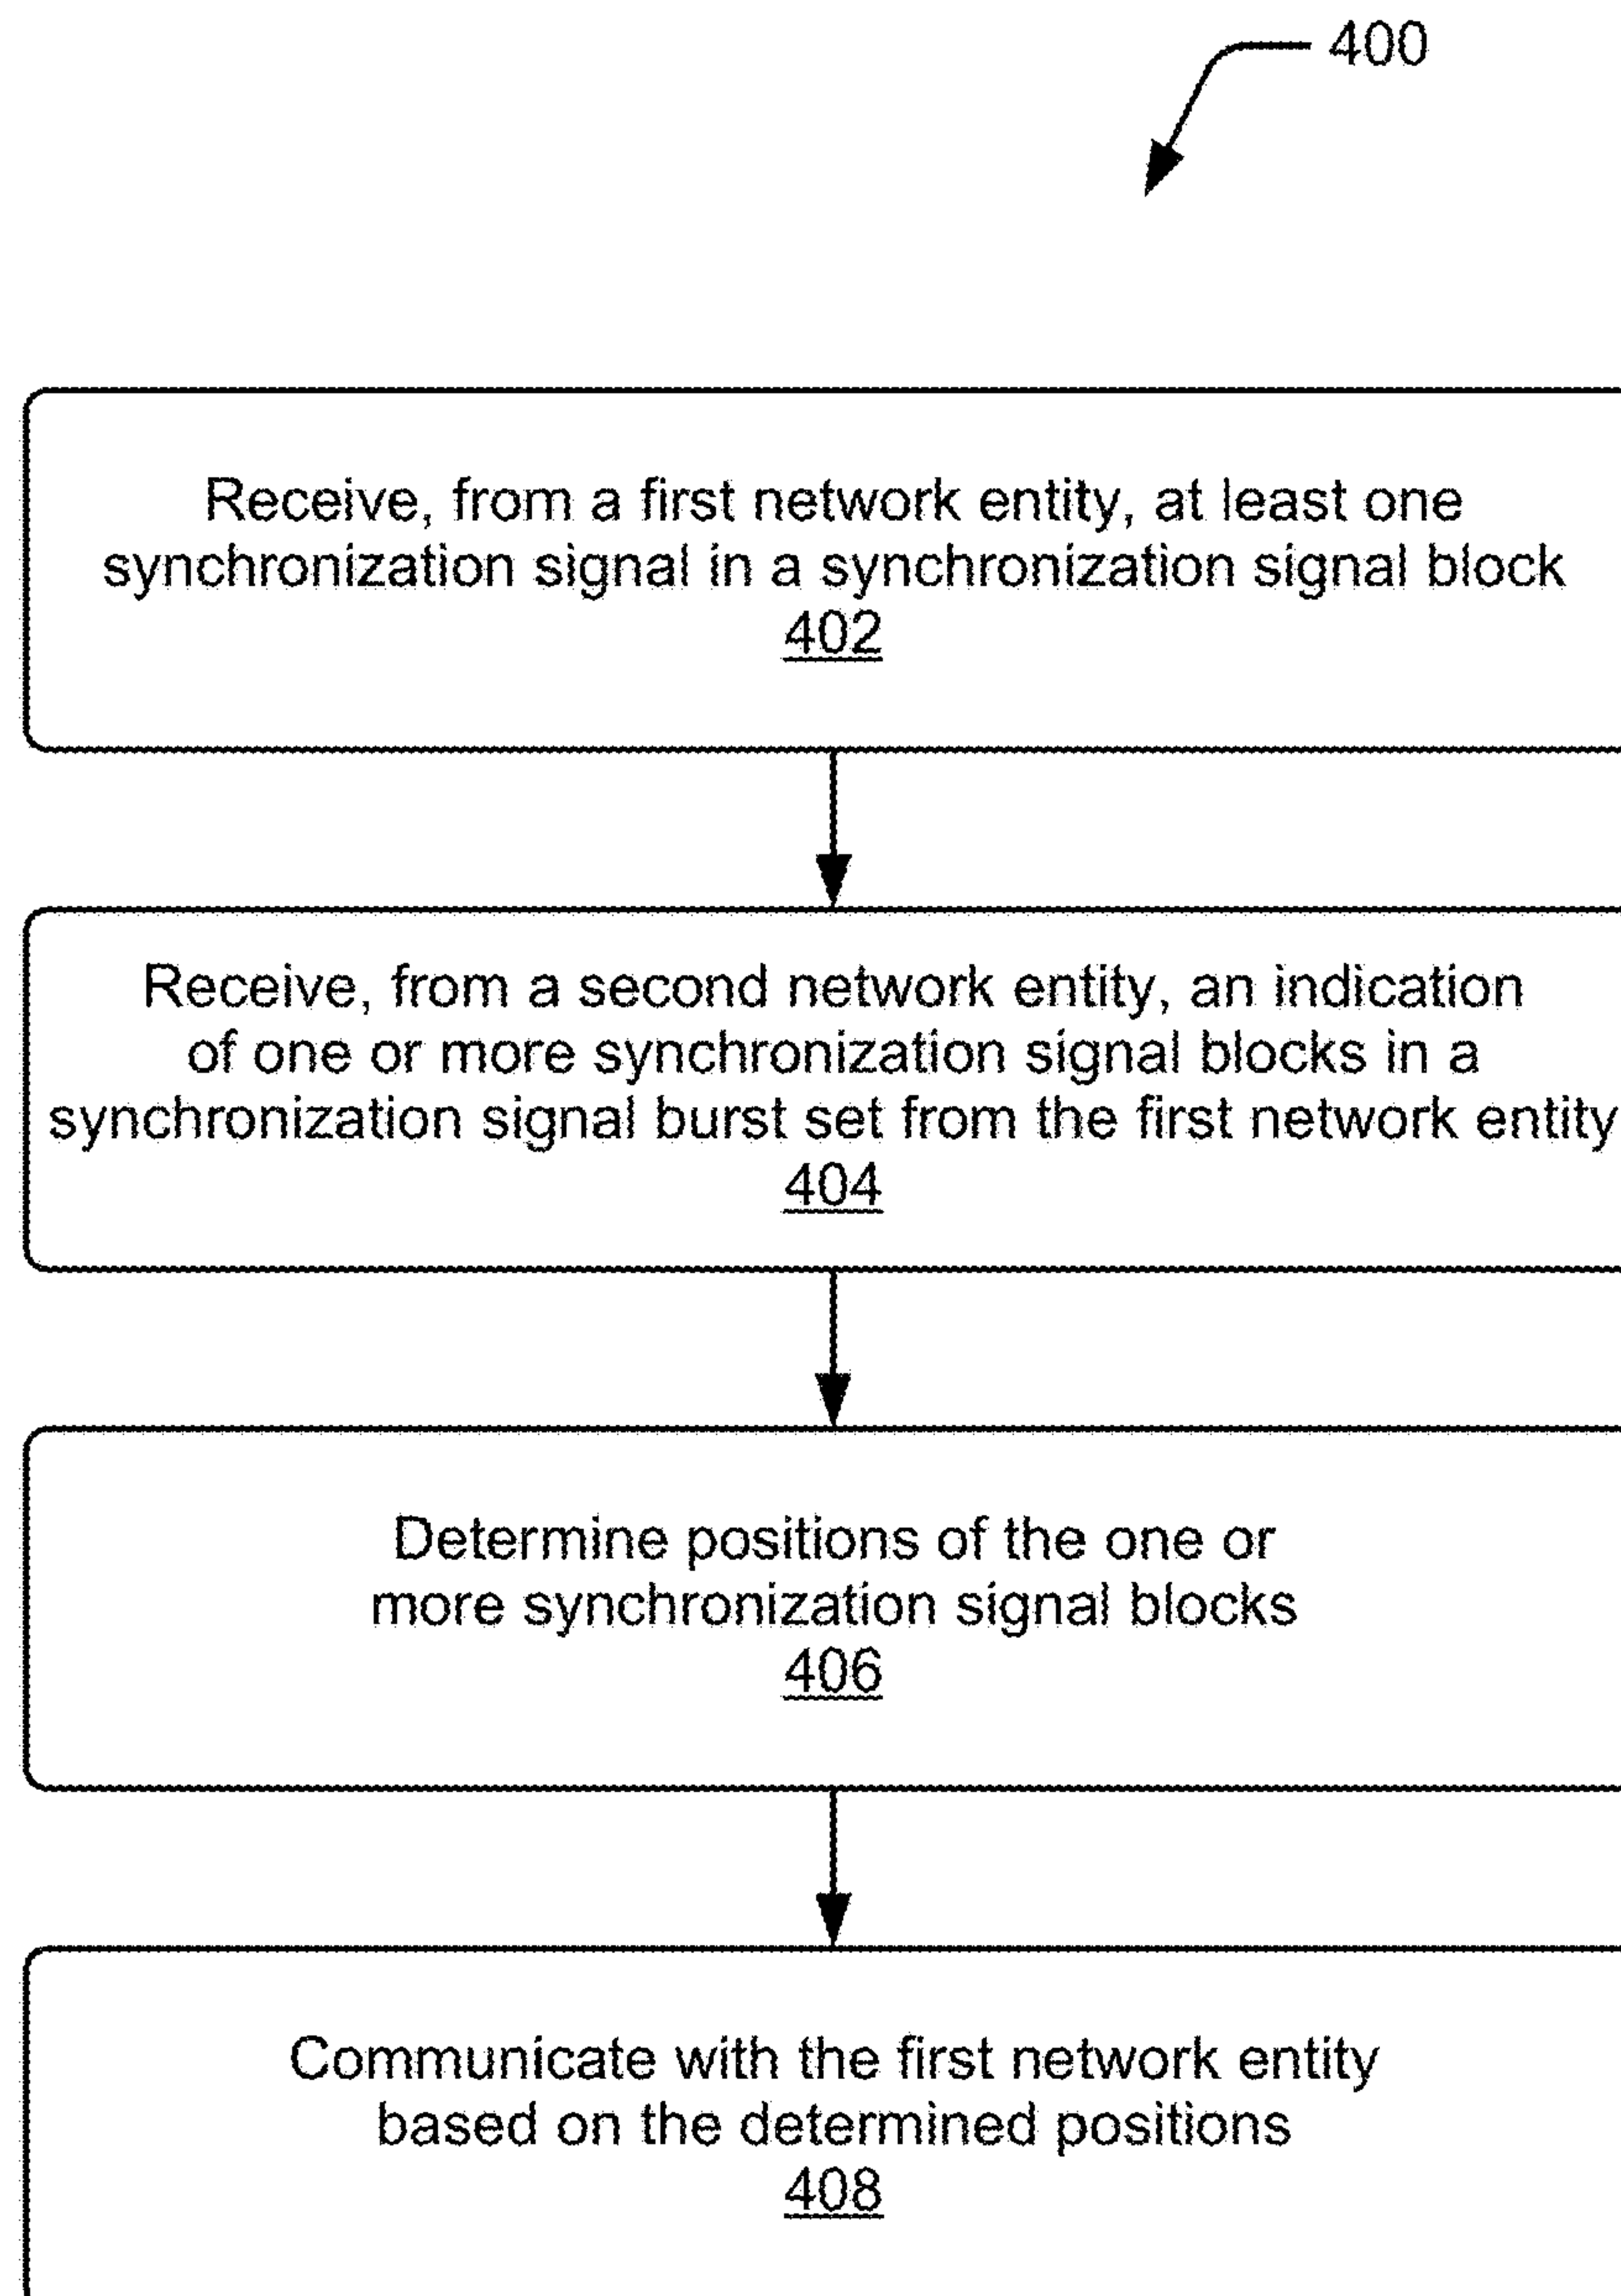 400
Receive, from a first network entity, at least one
synchronization signal in a synchronization signal block
402
Receive, from a second network entity, an indication
of one or more synchronization signal blocks in a
synchronization signal burst set from the first network entity
404
Determine positions of the one or
more synchronization signal blocks
406
Communicate with the first network entity
based on the determined positions
408